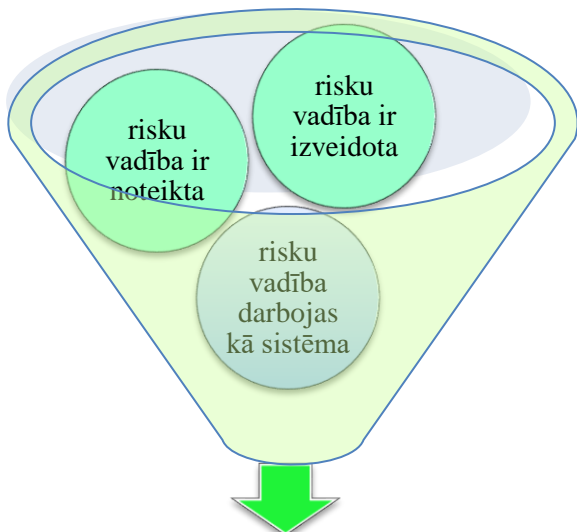 risku
vadība ir
noteikta
risku
vadība ir
izveidota
risku
vadība
darbojas
kā sistēma